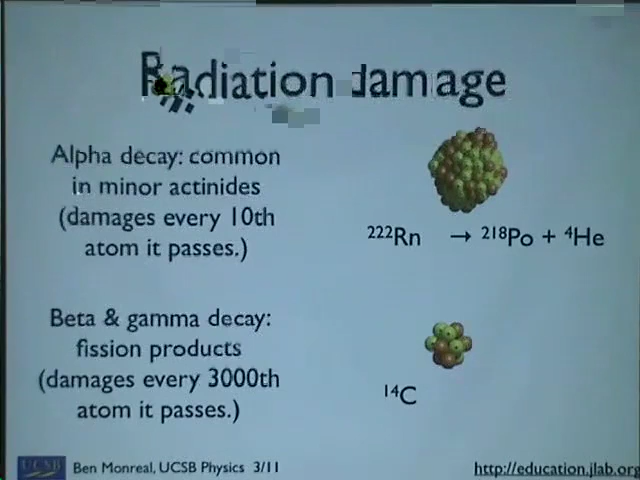 Radiation damage
Alpha decay: common
in minor actinides
(damages every 10th
atom it passes.)
²²²Rn → ²¹⁸Po + ⁴He
Beta & gamma decay:
fission products
(damages every 3000th
atom it passes.)
¹⁴C
UCSB Ben Monreal, UCSB Physics 3/11 http://education.jlab.org